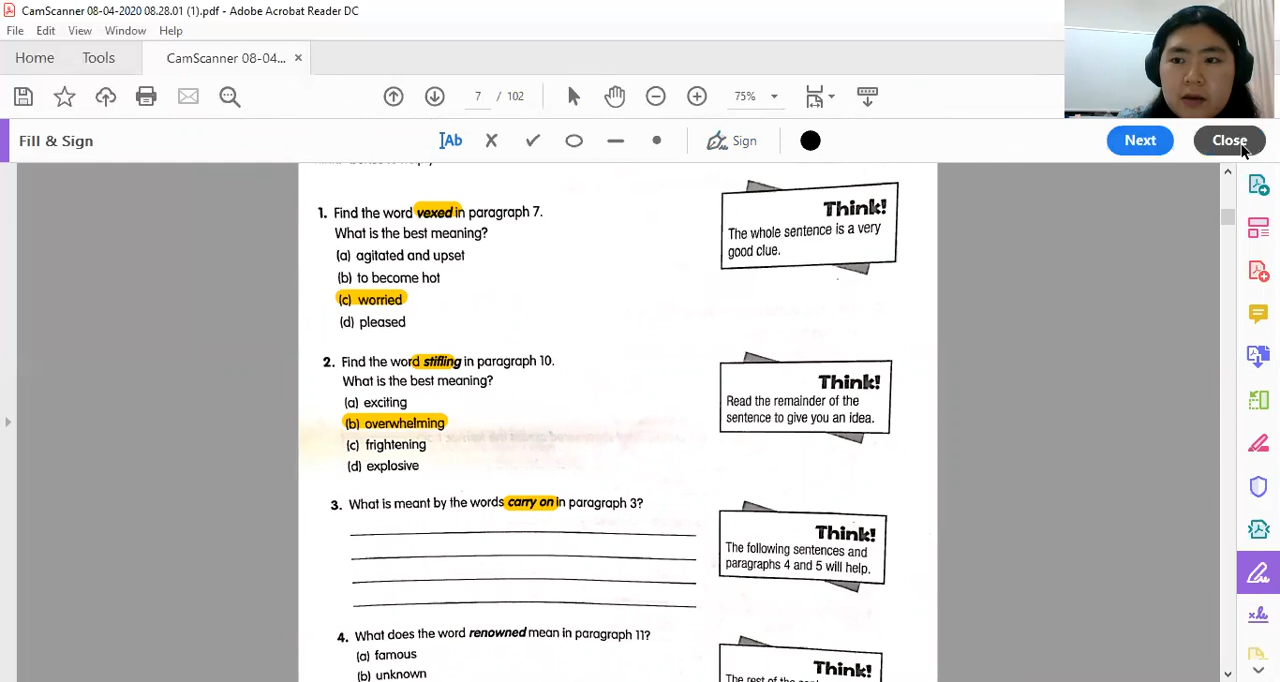 CamScanner 08-04-2020 08.28.01 (1).pdf - Adobe Acrobat Reader DC
File Edit View Window Help
Home Tools CamScanner 08-04... ×
7 / 102 75%
Fill & Sign Ab Sign Next Close
1. Find the word vexed in paragraph 7.
What is the best meaning?
(a) agitated and upset
(b) to become hot
(c) worried
(d) pleased
Think!
The whole sentence is a very
good clue.
2. Find the word stifling in paragraph 10.
What is the best meaning?
(a) exciting
(b) overwhelming
(c) frightening
(d) explosive
Think!
Read the remainder of the
sentence to give you an idea.
3. What is meant by the words carry on in paragraph 3?
Think!
The following sentences and
paragraphs 4 and 5 will help.
4. What does the word renowned mean in paragraph 11?
(a) famous
(b) unknown
Think!